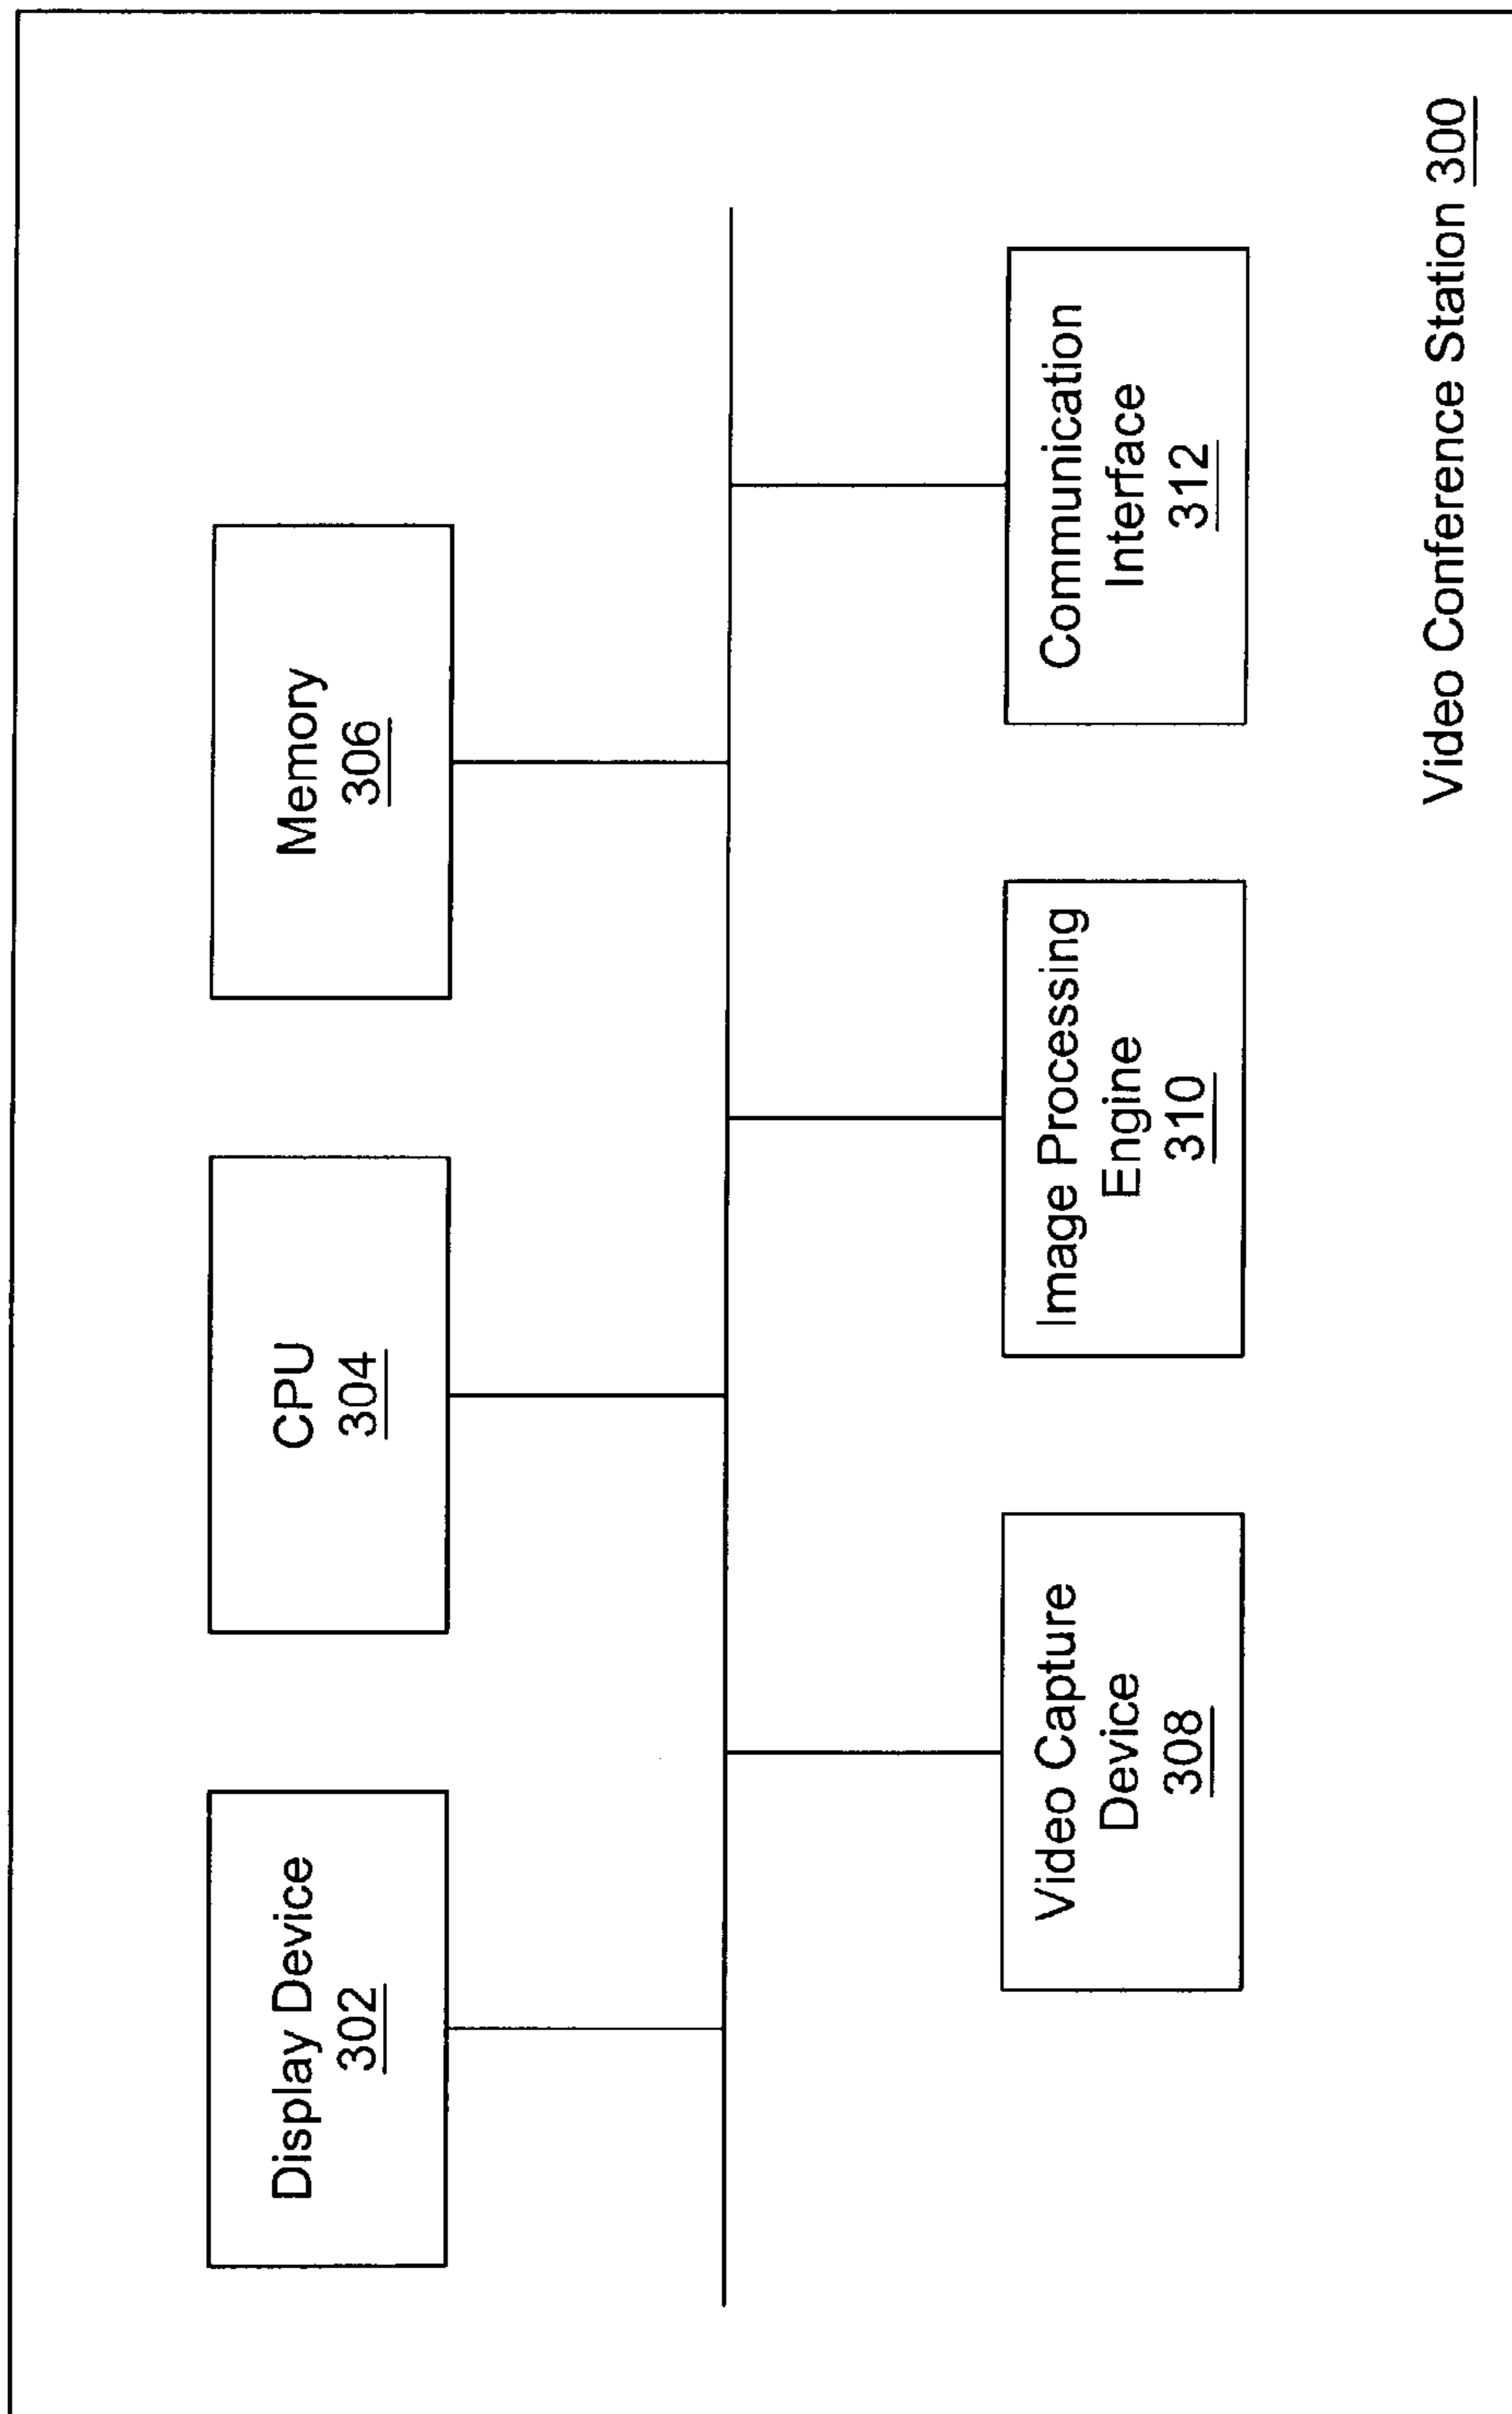 Display Device
302
CPU
304
Memory
306
Video Capture
Device
308
Image Processing
Engine
310
Communication
Interface
312
Video Conference Station 300